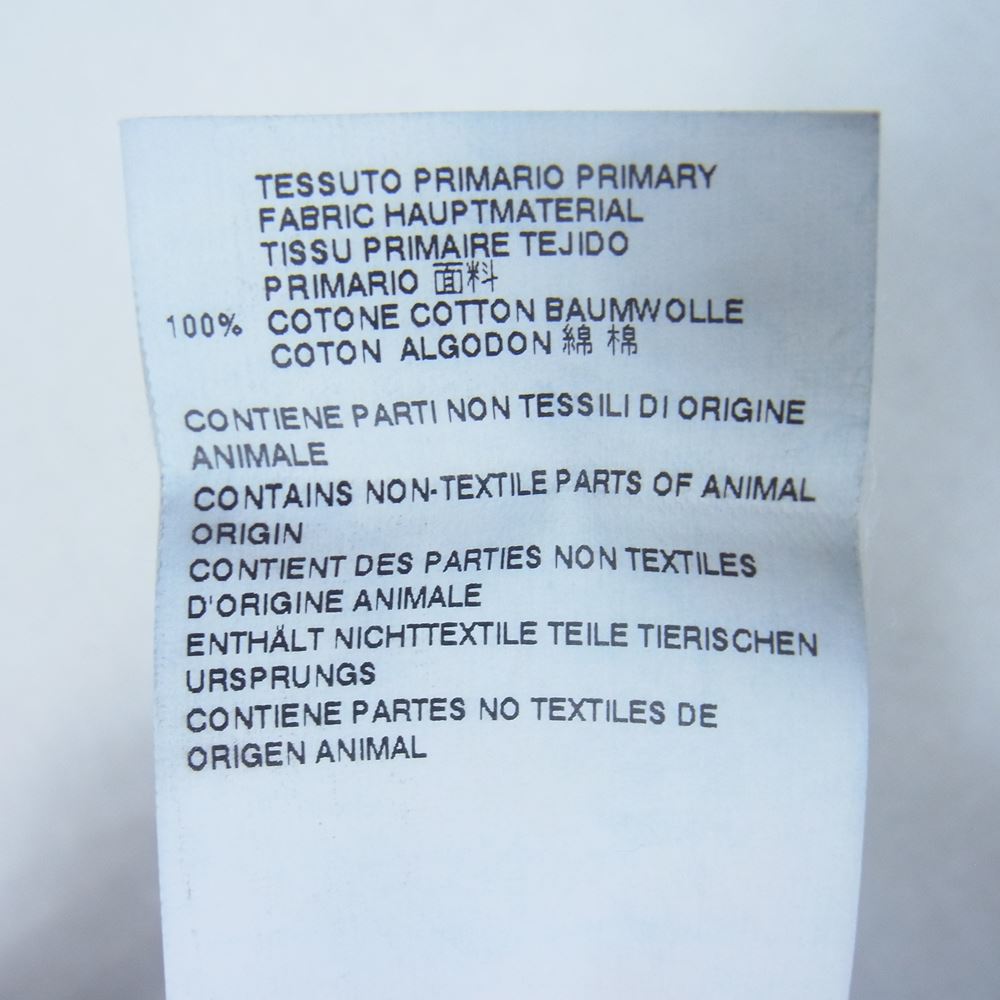 TESSUTO PRIMARIO PRIMARY
FABRIC HAUPTMATERIAL
TISSU PRIMAIRE TEJIDO
PRIMARIO 面料
100% COTONE COTTON BAUMWOLLE
COTON ALGODON 綿 棉
CONTIENE PARTI NON TESSILI DI ORIGINE
ANIMALE
CONTAINS NON-TEXTILE PARTS OF ANIMAL
ORIGIN
CONTIENT DES PARTIES NON TEXTILES
D'ORIGINE ANIMALE
ENTHÄLT NICHTTEXTILE TEILE TIERISCHEN
URSPRUNGS
CONTIENE PARTES NO TEXTILES DE
ORIGEN ANIMAL